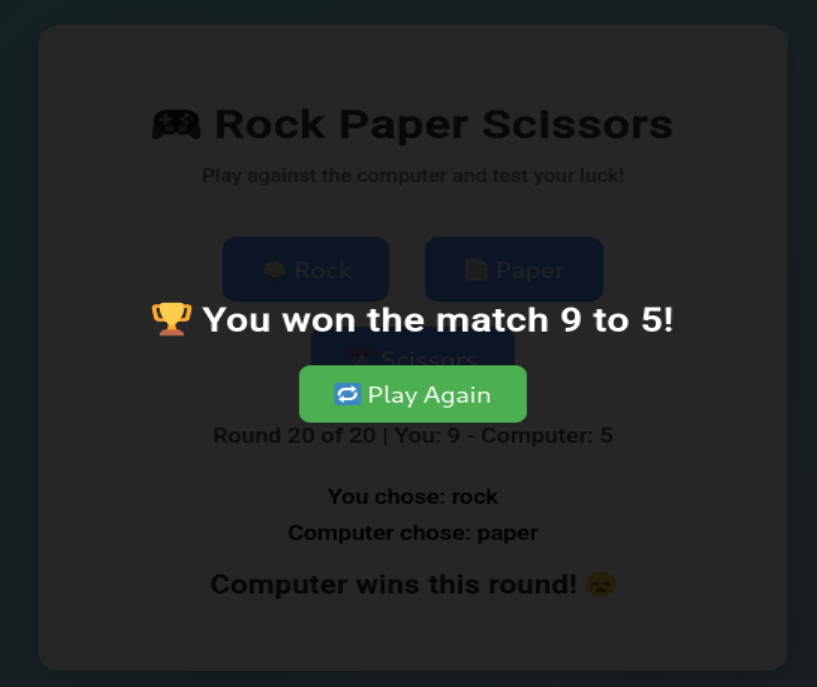 🎮 Rock Paper Scissors
Play against the computer and test your luck!
Rock
Paper
🏆 You won the match 9 to 5!
Scissors
🔁 Play Again
Round 20 of 20 | You: 9 - Computer: 5
You chose: rock
Computer chose: paper
Computer wins this round! 😞